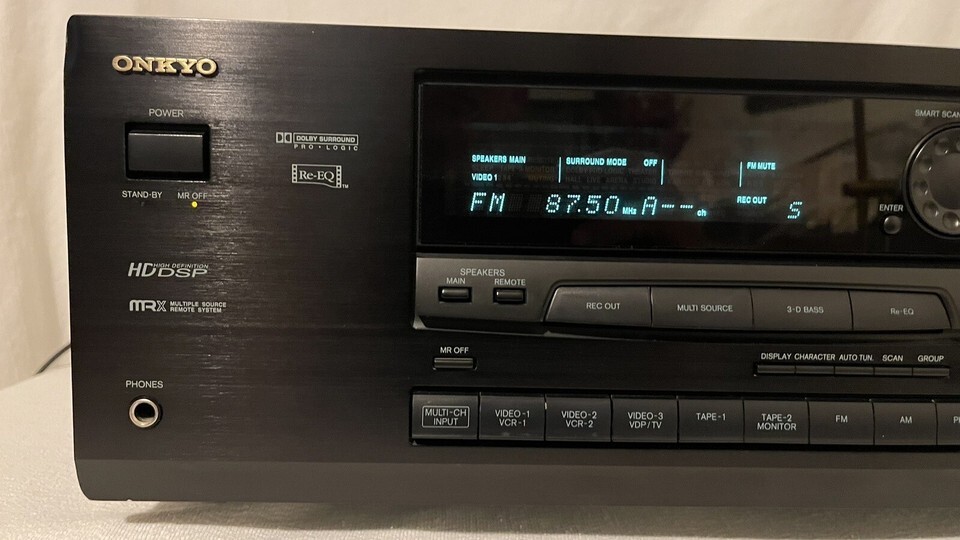 ONKYO
POWER
STAND-BY MR OFF
DOLBY SURROUND
PRO • LOGIC
Re-EQ TM
HD HIGH DEFINITION
DSP
MRX MULTIPLE SOURCE
REMOTE SYSTEM
PHONES
SPEAKERS MAIN SURROUND MODE OFF FM MUTE
VIDEO 1
FM 87.50 MHz A-- ch REC OUT S
SMART SCAN
ENTER
SPEAKERS
MAIN REMOTE
REC OUT MULTI SOURCE 3-D BASS Re-EQ
MR OFF
DISPLAY CHARACTER AUTO TUN. SCAN GROUP
MULTI-CH
INPUT
VIDEO-1
VCR-1
VIDEO-2
VCR-2
VIDEO-3
VDP/TV
TAPE-1
TAPE-2
MONITOR
FM
AM